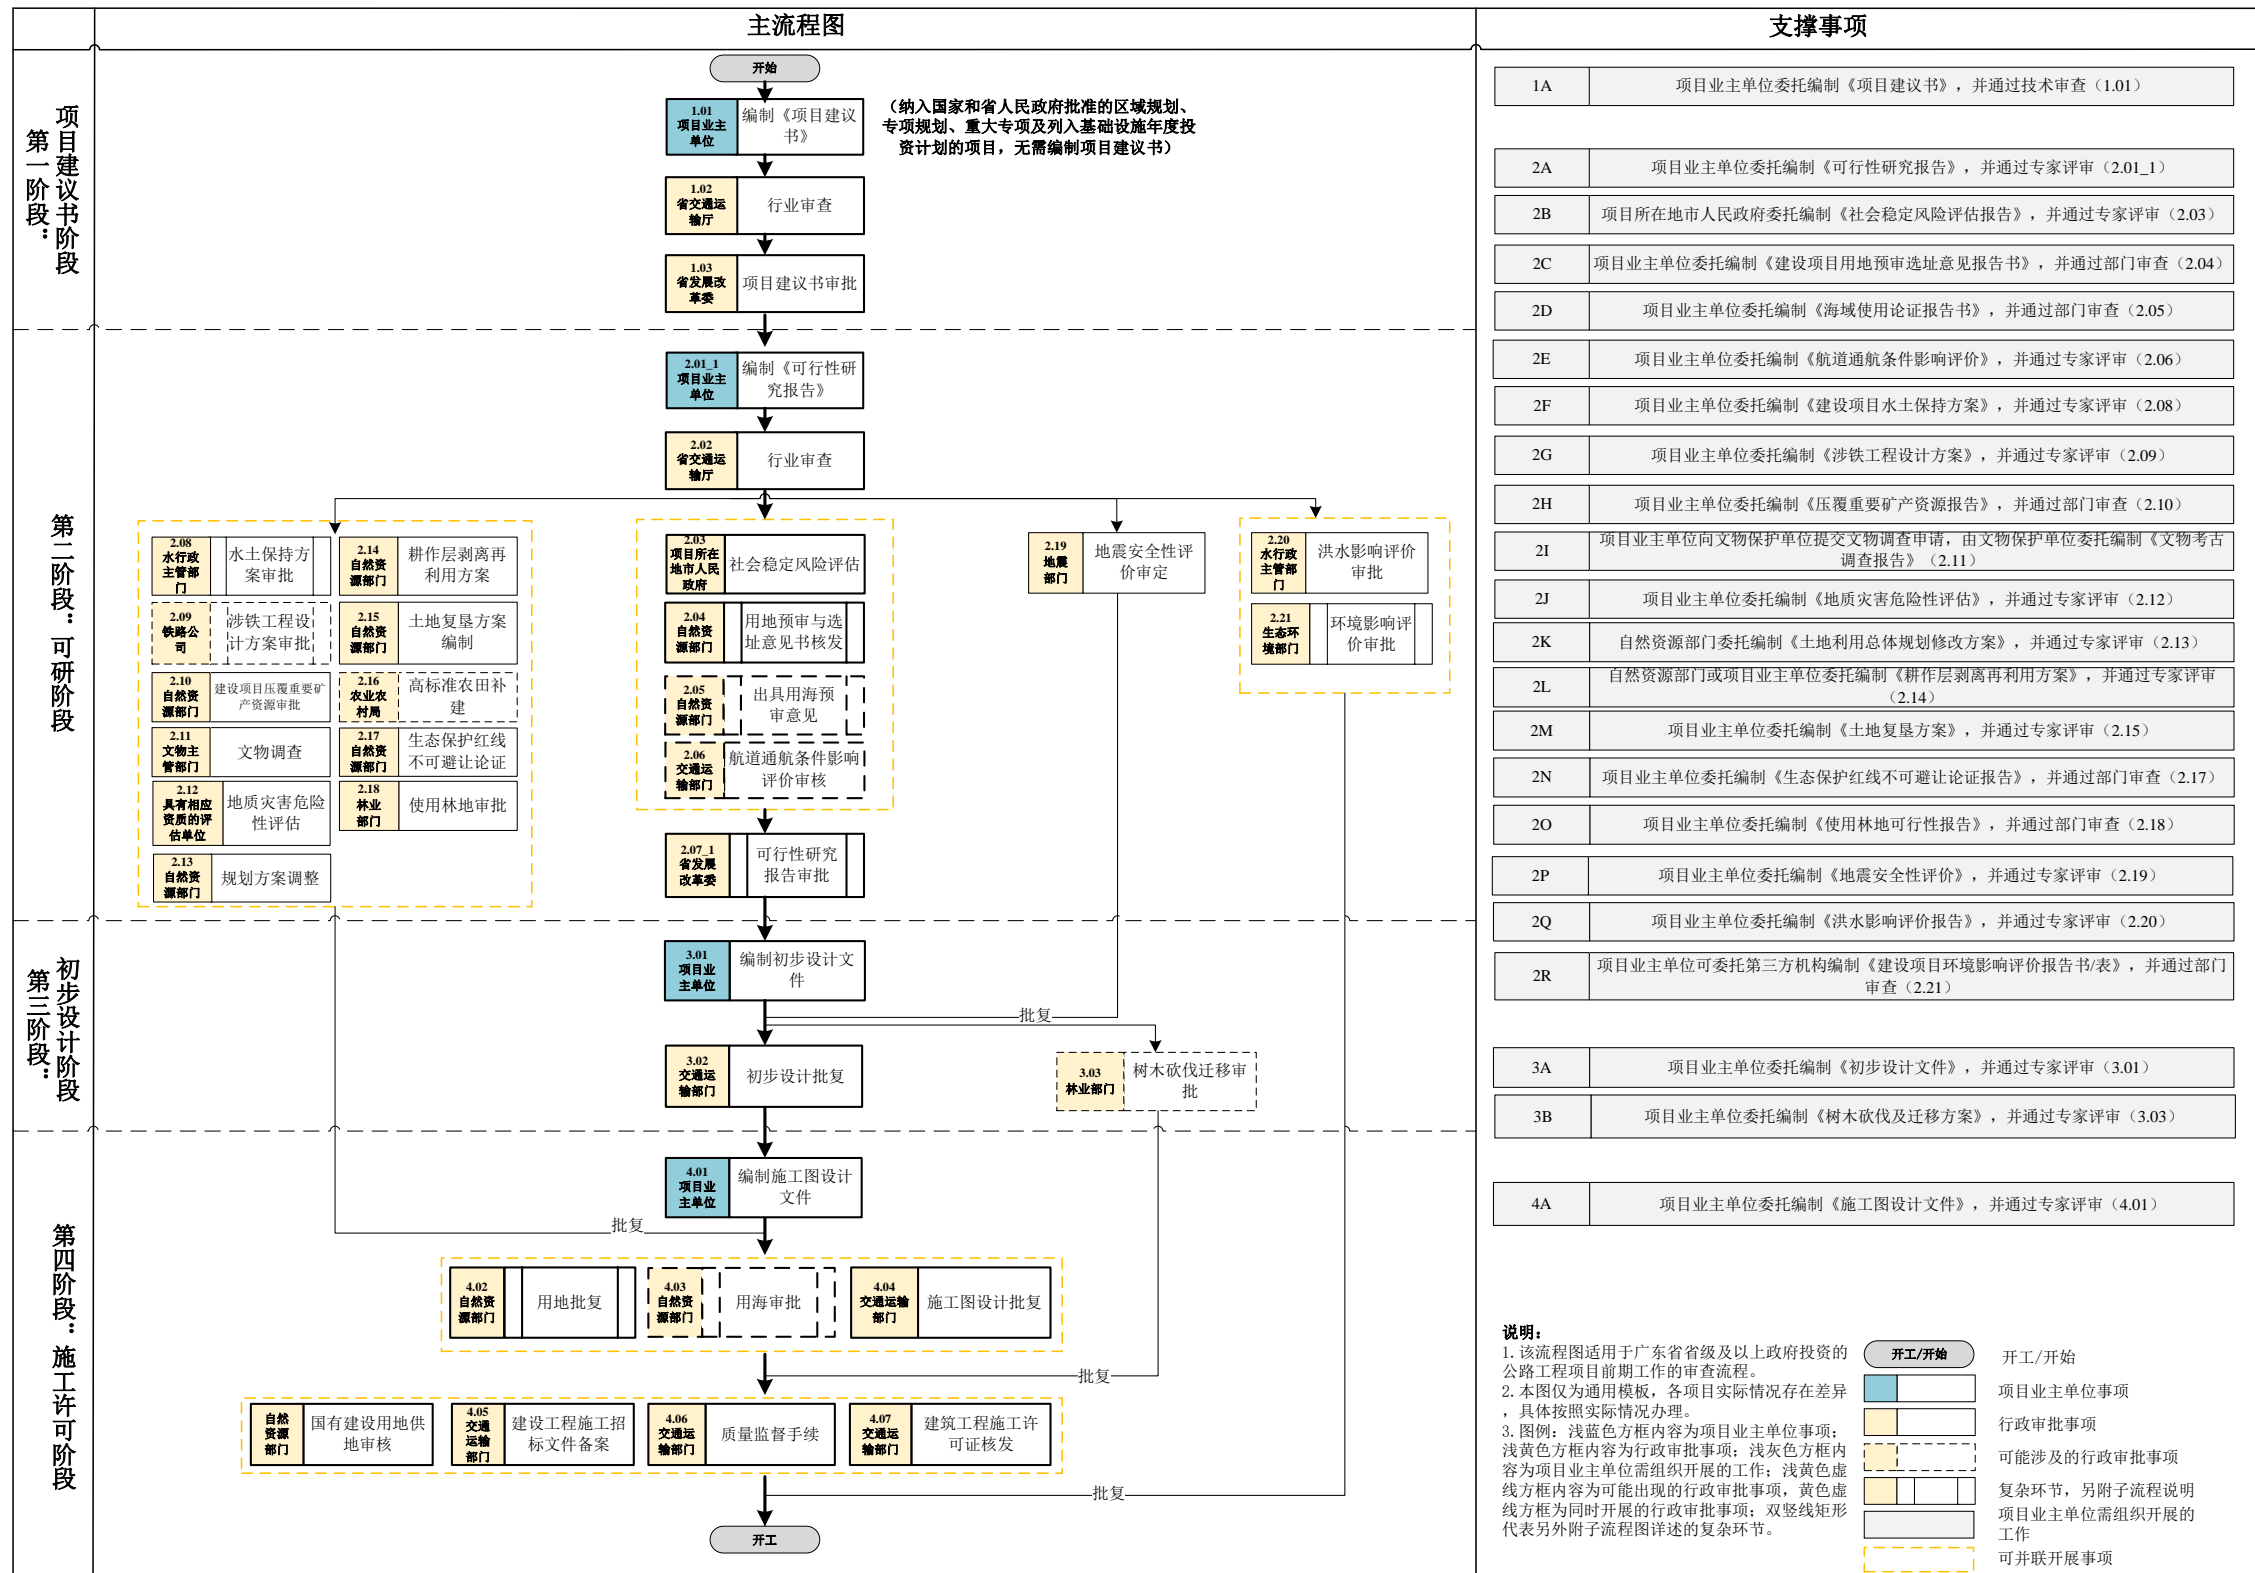 主流程图
支撑事项
第一阶段：
项目建议书阶段
开始
1.01
项目业主
单位
编制《项目建议
书》
（纳入国家和省人民政府批准的区域规划、
专项规划、重大专项及列入基础设施年度投
资计划的项目，无需编制项目建议书）
1.02
省交通运
输厅
行业审查
1.03
省发展改
革委
项目建议书审批
第二阶段：可研阶段
2.01_1
项目业主
单位
编制《可行性研
究报告》
2.02
省交通运
输厅
行业审查
2.08
水行政
主管部
门
水土保持方
案审批
2.14
自然资
源部门
耕作层剥离再
利用方案
2.09
铁路公
司
涉铁工程设
计方案审批
2.15
自然资
源部门
土地复垦方案
编制
2.10
自然资
源部门
建设项目压覆重要矿
产资源审批
2.16
农业农
村局
高标准农田补
建
2.11
文物主
管部门
文物调查
2.17
自然资
源部门
生态保护红线
不可避让论证
2.12
具有相应
资质的评
估单位
地质灾害危险
性评估
2.18
林业
部门
使用林地审批
2.13
自然资
源部门
规划方案调整
2.03
项目所在
地市人民
政府
社会稳定风险评估
2.04
自然资
源部门
用地预审与选
址意见书核发
2.05
自然资
源部门
出具用海预
审意见
2.06
交通运
输部门
航道通航条件影响
评价审核
2.07_1
省发展
改革委
可行性研究
报告审批
2.19
地震
部门
地震安全性评
价审定
2.20
水行政
主管部
门
洪水影响评价
审批
2.21
生态环
境部门
环境影响评
价审批
第三阶段：
初步设计阶段
3.01
项目业
主单位
编制初步设计文
件
批复
3.02
交通运
输部门
初步设计批复
3.03
林业部门
树木砍伐迁移审
批
第四阶段：施工许可阶段
4.01
项目业
主单位
编制施工图设计
文件
批复
4.02
自然资
源部门
用地批复
4.03
自然资
源部门
用海审批
4.04
交通运输
部门
施工图设计批复
批复
自然
资源
部门
国有建设用地供
地审核
4.05
交通
运输
部门
建设工程施工招
标文件备案
4.06
交通运
输部门
质量监督手续
4.07
交通运
输部门
建筑工程施工许
可证核发
批复
开工
1A
项目业主单位委托编制《项目建议书》，并通过技术审查（1.01）
2A
项目业主单位委托编制《可行性研究报告》，并通过专家评审（2.01_1）
2B
项目所在地市人民政府委托编制《社会稳定风险评估报告》，并通过专家评审（2.03）
2C
项目业主单位委托编制《建设项目用地预审选址意见报告书》，并通过部门审查（2.04）
2D
项目业主单位委托编制《海域使用论证报告书》，并通过部门审查（2.05）
2E
项目业主单位委托编制《航道通航条件影响评价》，并通过专家评审（2.06）
2F
项目业主单位委托编制《建设项目水土保持方案》，并通过专家评审（2.08）
2G
项目业主单位委托编制《涉铁工程设计方案》，并通过专家评审（2.09）
2H
项目业主单位委托编制《压覆重要矿产资源报告》，并通过部门审查（2.10）
2I
项目业主单位向文物保护单位提交文物调查申请，由文物保护单位委托编制《文物考古
调查报告》（2.11）
2J
项目业主单位委托编制《地质灾害危险性评估》，并通过专家评审（2.12）
2K
自然资源部门委托编制《土地利用总体规划修改方案》，并通过专家评审（2.13）
2L
自然资源部门或项目业主单位委托编制《耕作层剥离再利用方案》，并通过专家评审
（2.14）
2M
项目业主单位委托编制《土地复垦方案》，并通过专家评审（2.15）
2N
项目业主单位委托编制《生态保护红线不可避让论证报告》，并通过部门审查（2.17）
2O
项目业主单位委托编制《使用林地可行性报告》，并通过部门审查（2.18）
2P
项目业主单位委托编制《地震安全性评价》，并通过专家评审（2.19）
2Q
项目业主单位委托编制《洪水影响评价报告》，并通过专家评审（2.20）
2R
项目业主单位可委托第三方机构编制《建设项目环境影响评价报告书/表》，并通过部门
审查（2.21）
3A
项目业主单位委托编制《初步设计文件》，并通过专家评审（3.01）
3B
项目业主单位委托编制《树木砍伐及迁移方案》，并通过专家评审（3.03）
4A
项目业主单位委托编制《施工图设计文件》，并通过专家评审（4.01）
说明：
1. 该流程图适用于广东省省级及以上政府投资的
公路工程项目前期工作的审查流程。
2. 本图仅为通用模板，各项目实际情况存在差异
，具体按照实际情况办理。
3. 图例：浅蓝色方框内容为项目业主单位事项；
浅黄色方框内容为行政审批事项；浅灰色方框内
容为项目业主单位需组织开展的工作；浅黄色虚
线方框内容为可能出现的行政审批事项，黄色虚
线方框为同时开展的行政审批事项；双竖线矩形
代表另外附子流程图详述的复杂环节。
开工/开始
开工/开始
项目业主单位事项
行政审批事项
可能涉及的行政审批事项
复杂环节，另附子流程说明
项目业主单位需组织开展的
工作
可并联开展事项